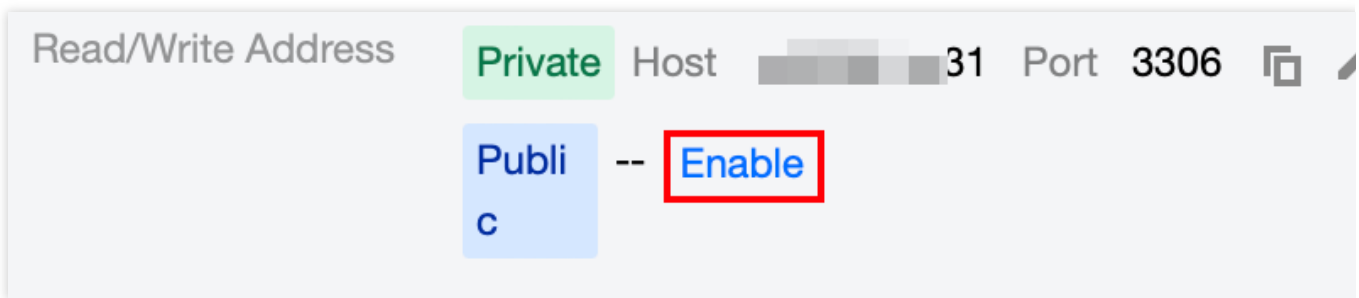 Read/Write Address Private Host 31 Port 3306
Publi -- Enable
c